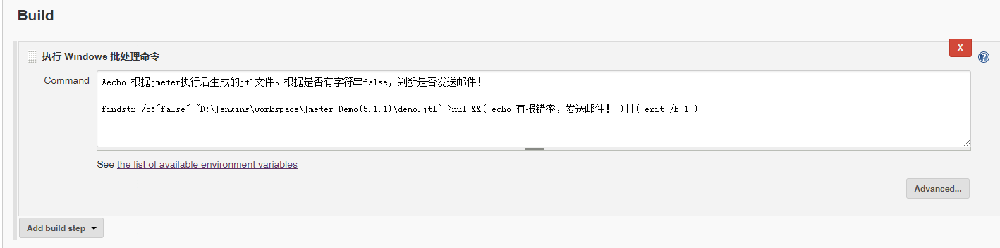 Build
执行 Windows 批处理命令
X
?
Command
@echo 根据jmeter执行后生成的jtl文件。根据是否有字符串false，判断是否发送邮件！
findstr /c:"false" "D:\Jenkins\workspace\Jmeter_Demo(5.1.1)\demo.jtl" >nul &&( echo 有报错率，发送邮件！ )||( exit /B 1 )
See the list of available environment variables
Advanced...
Add build step